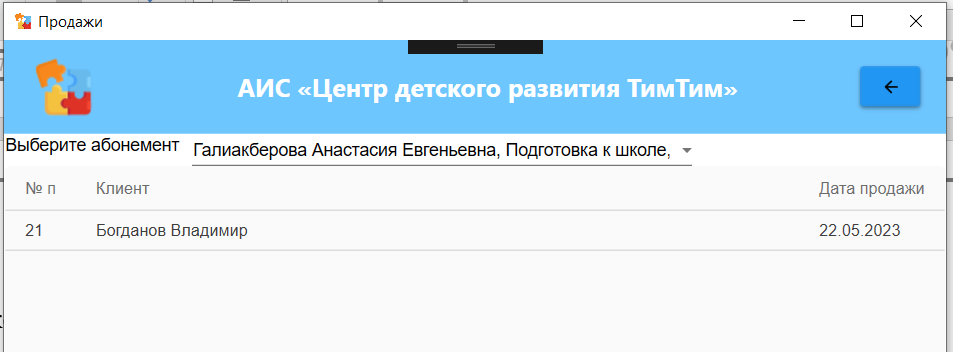 Продажи
АИС «Центр детского развития ТимТим»
Выберите абонемент Галиакберова Анастасия Евгеньевна, Подготовка к школе,
№ п Клиент Дата продажи
21 Богданов Владимир 22.05.2023